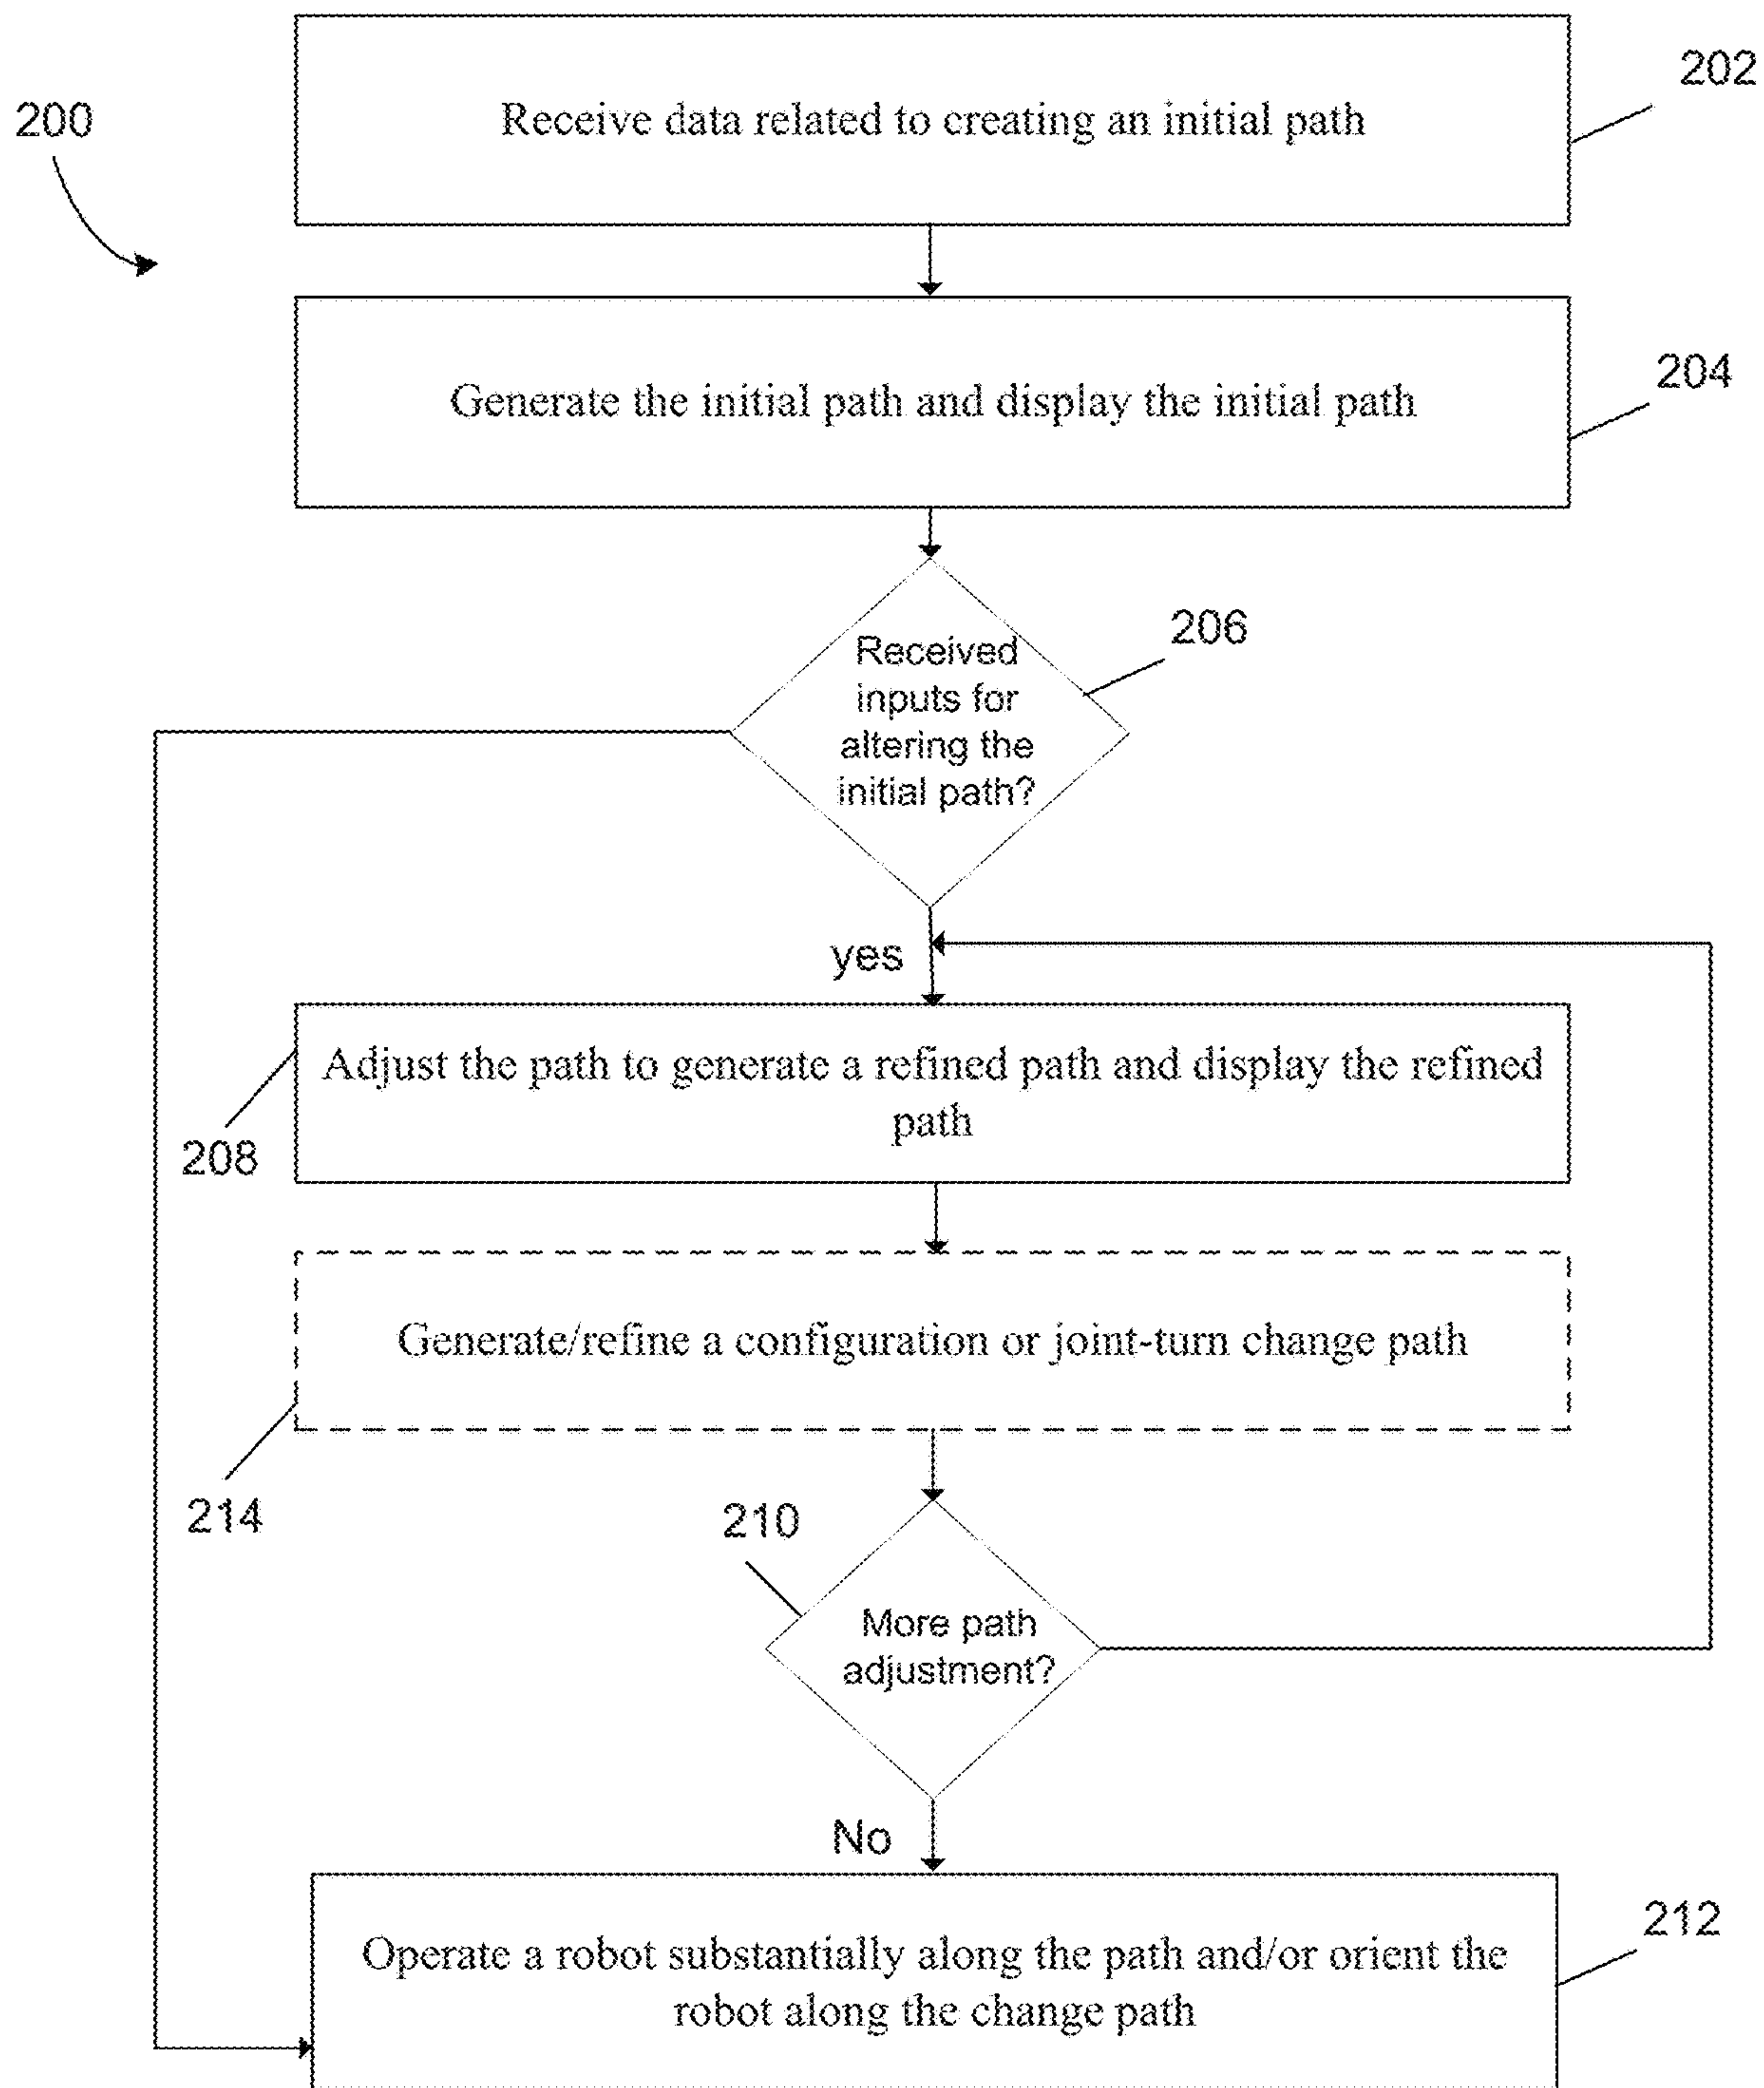 202
200
Receive data related to creating an initial path
204
Generate the initial path and display the initial path
206
Received
inputs for
altering the
initial path?
yes
Adjust the path to generate a refined path and display the refined
path
208
Generate/refine a configuration or joint-turn change path
214
210
More path
adjustment?
No
212
Operate a robot substantially along the path and/or orient the
robot along the change path